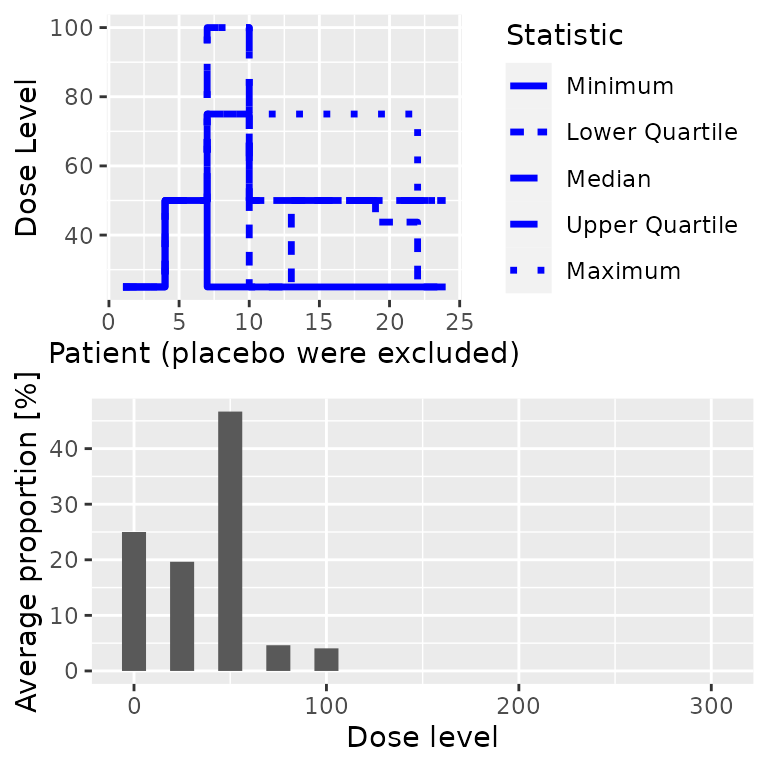 Dose Level
100
80
60
40
0 5 10 15 20 25
Patient (placebo were excluded)
Statistic
Minimum
Lower Quartile
Median
Upper Quartile
Maximum
Average proportion [%]
40
30
20
10
0
0 100 200 300
Dose level